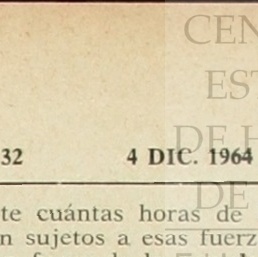 CEN
EST
DE H
32 4 DIC. 1964
DE
te cuántas horas de
n sujetos a esas fuerz